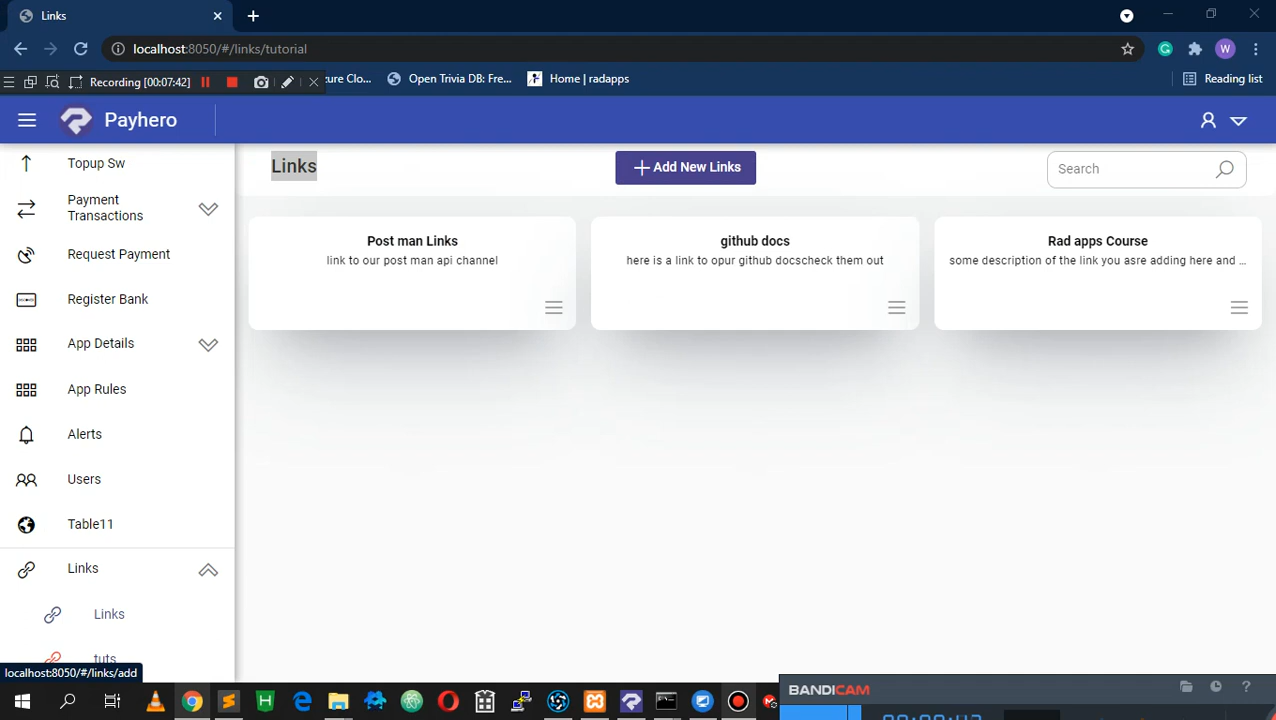 Links
localhost:8050/#/links/tutorial
Recording [00:07:42]
cure Clo...
Open Trivia DB: Fre...
Home | radapps
Reading list
W
Payhero
Topup Sw
Payment
Transactions
Request Payment
Register Bank
App Details
App Rules
Alerts
Users
Table11
Links
Links
tuts
Links
Add New Links
Search
Post man Links
link to our post man api channel
github docs
here is a link to opur github docscheck them out
Rad apps Course
some description of the link you asre adding here and ...
localhost:8050/#/links/add
BANDICAM